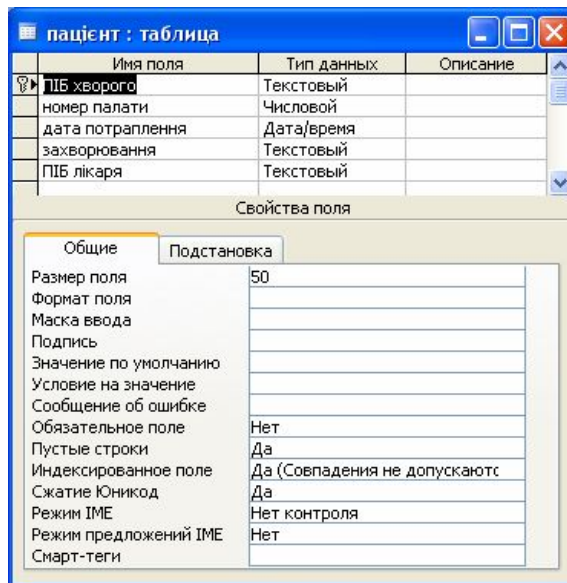 пацієнт : таблица
Имя поля Тип данных Описание
ПІБ хворого Текстовый
номер палати Числовой
дата потрапления Дата/время
захворювання Текстовый
ПІБ лікаря Текстовый
Свойства поля
Общие Подстановка
Размер поля 50
Формат поля
Маска ввода
Подпись
Значение по умолчанию
Условие на значение
Сообщение об ошибке
Обязательное поле Нет
Пустые строки Да
Индексированное поле Да (Совпадения не допускаютс
Сжатие Юникод Да
Режим IME Нет контроля
Режим предложений IME Нет
Смарт-теги